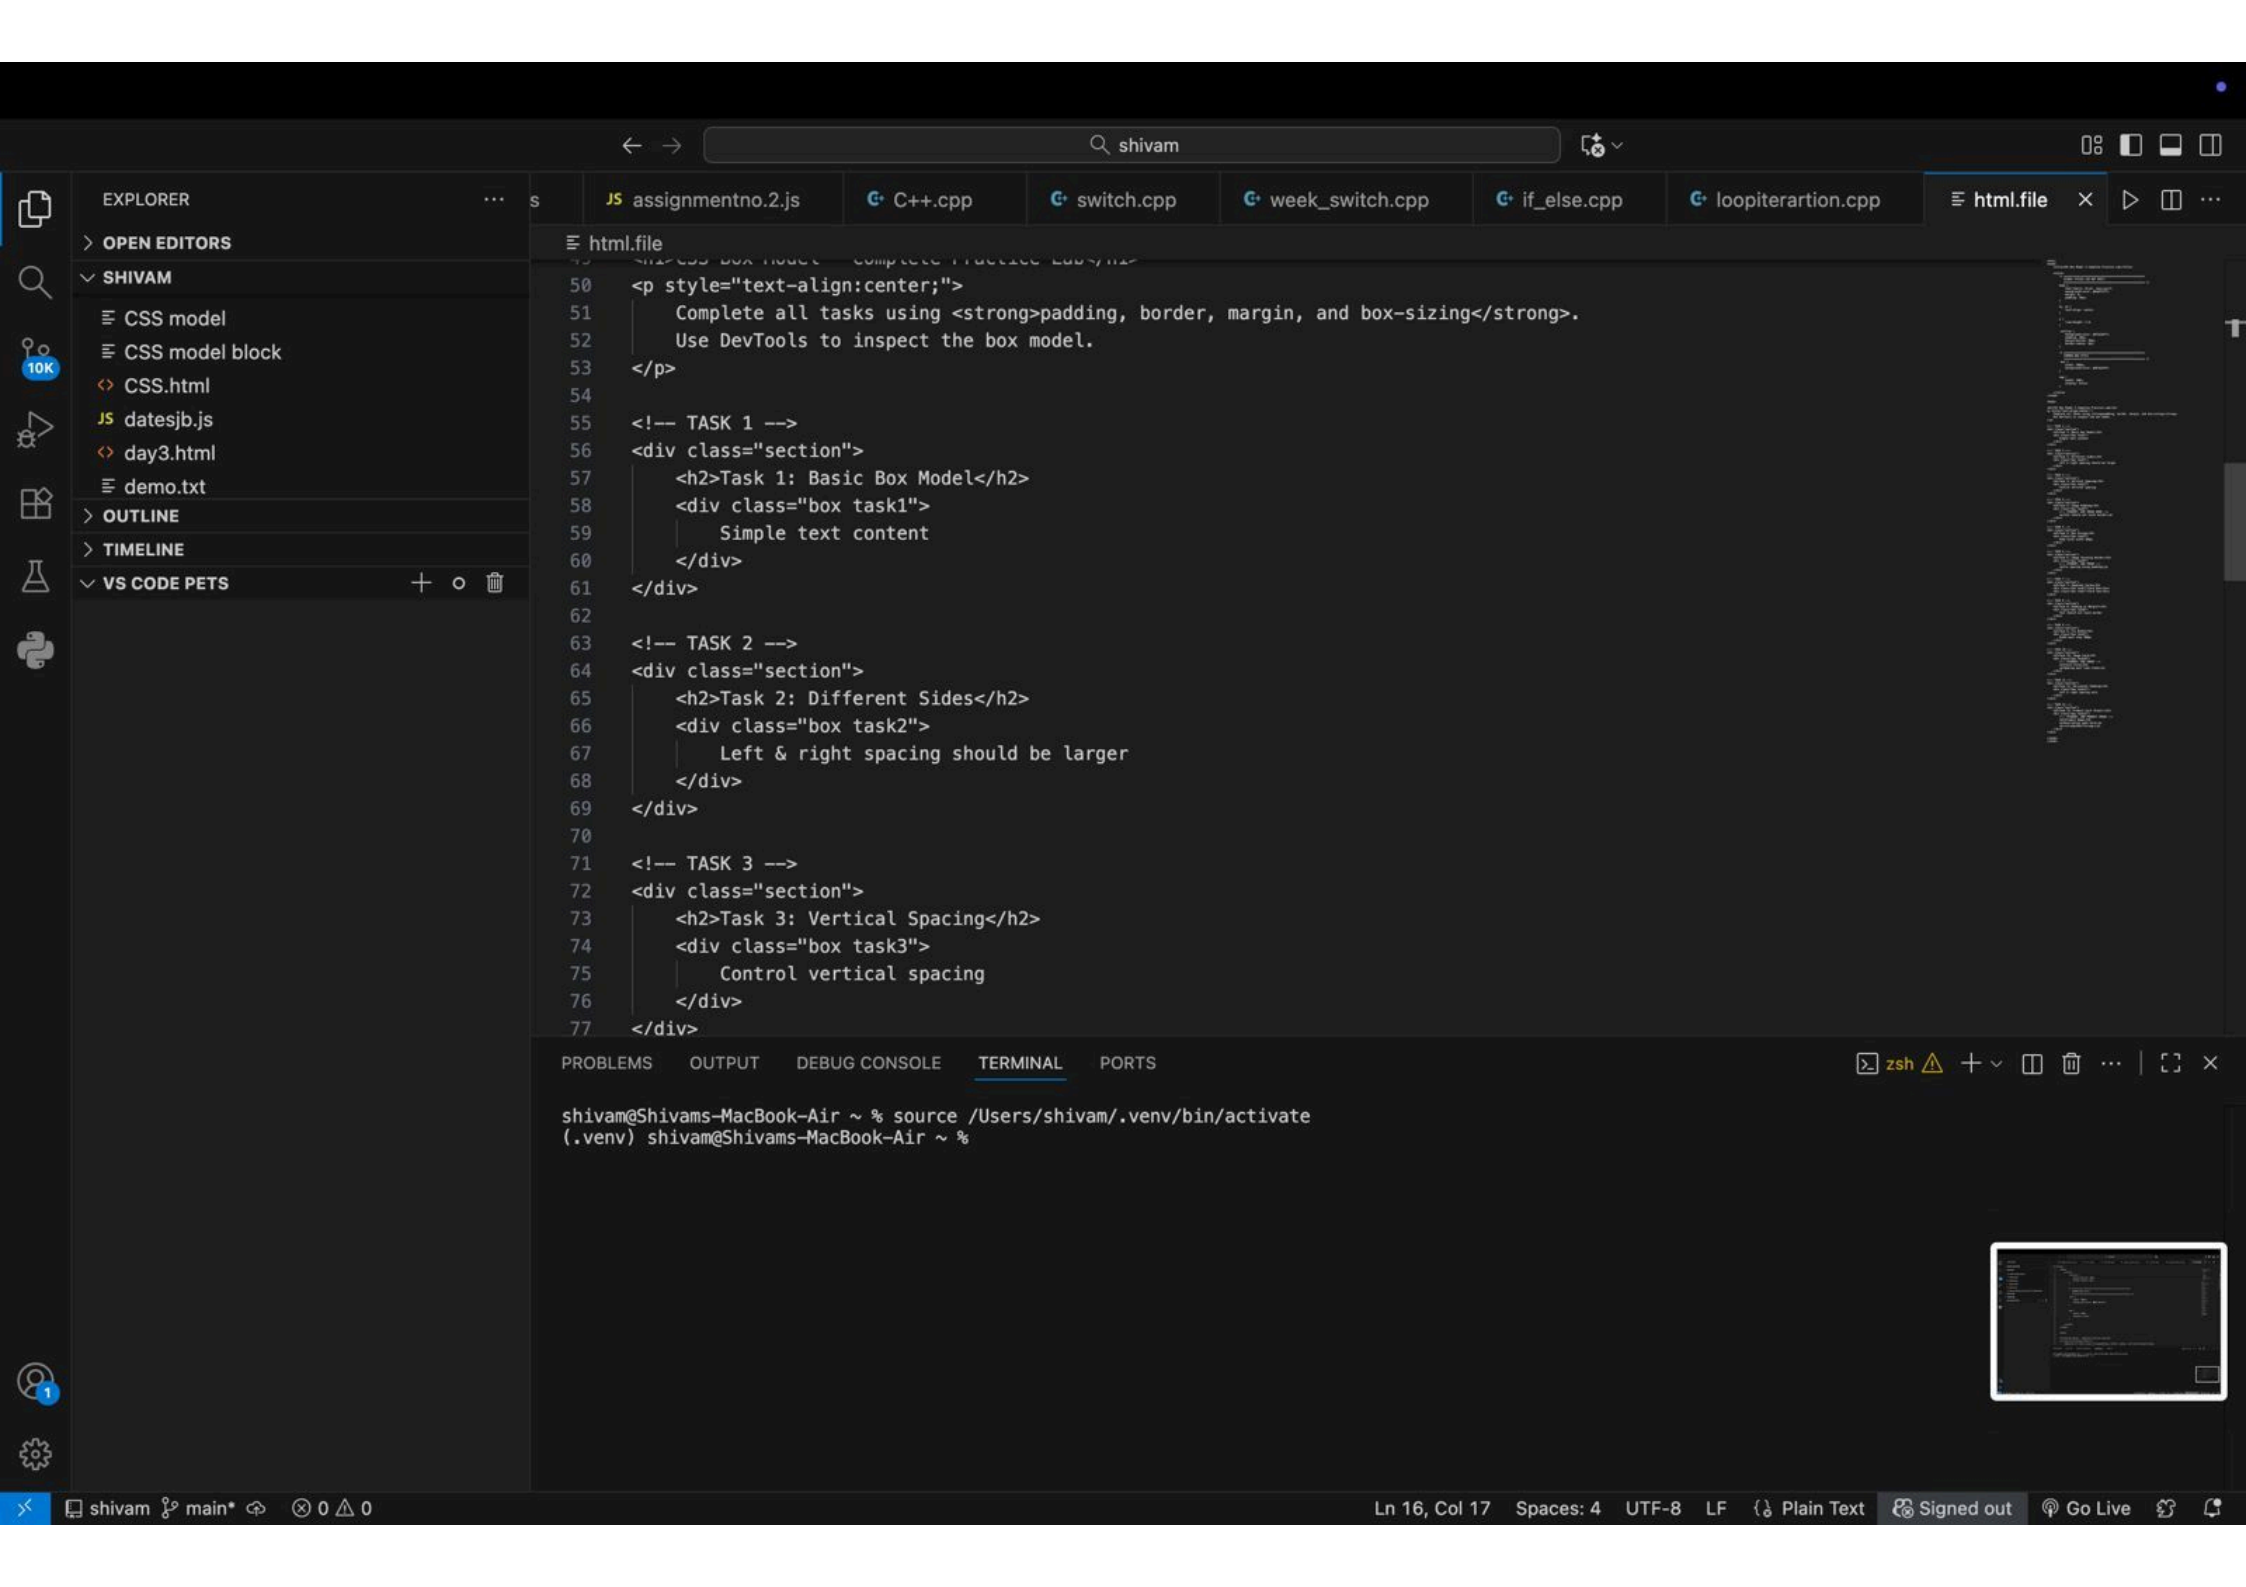 shivam
EXPLORER
OPEN EDITORS
SHIVAM
CSS model
CSS model block
CSS.html
JS datesjb.js
day3.html
demo.txt
OUTLINE
TIMELINE
VS CODE PETS
10K
1
s
JS assignmentno.2.js
C++.cpp
switch.cpp
week_switch.cpp
if_else.cpp
loopiterartion.cpp
html.file
html.file
49 <h1>CSS Box Model – Complete Practice Lab</h1>
50 <p style="text-align:center;">
51 Complete all tasks using <strong>padding, border, margin, and box-sizing</strong>.
52 Use DevTools to inspect the box model.
53 </p>
54
55 <!-- TASK 1 -->
56 <div class="section">
57 <h2>Task 1: Basic Box Model</h2>
58 <div class="box task1">
59 Simple text content
60 </div>
61 </div>
62
63 <!-- TASK 2 -->
64 <div class="section">
65 <h2>Task 2: Different Sides</h2>
66 <div class="box task2">
67 Left & right spacing should be larger
68 </div>
69 </div>
70
71 <!-- TASK 3 -->
72 <div class="section">
73 <h2>Task 3: Vertical Spacing</h2>
74 <div class="box task3">
75 Control vertical spacing
76 </div>
77 </div>
PROBLEMS OUTPUT DEBUG CONSOLE TERMINAL PORTS
zsh
shivam@Shivams-MacBook-Air ~ % source /Users/shivam/.venv/bin/activate
(.venv) shivam@Shivams-MacBook-Air ~ %
shivam main* 0 0
Ln 16, Col 17 Spaces: 4 UTF-8 LF Plain Text Signed out Go Live